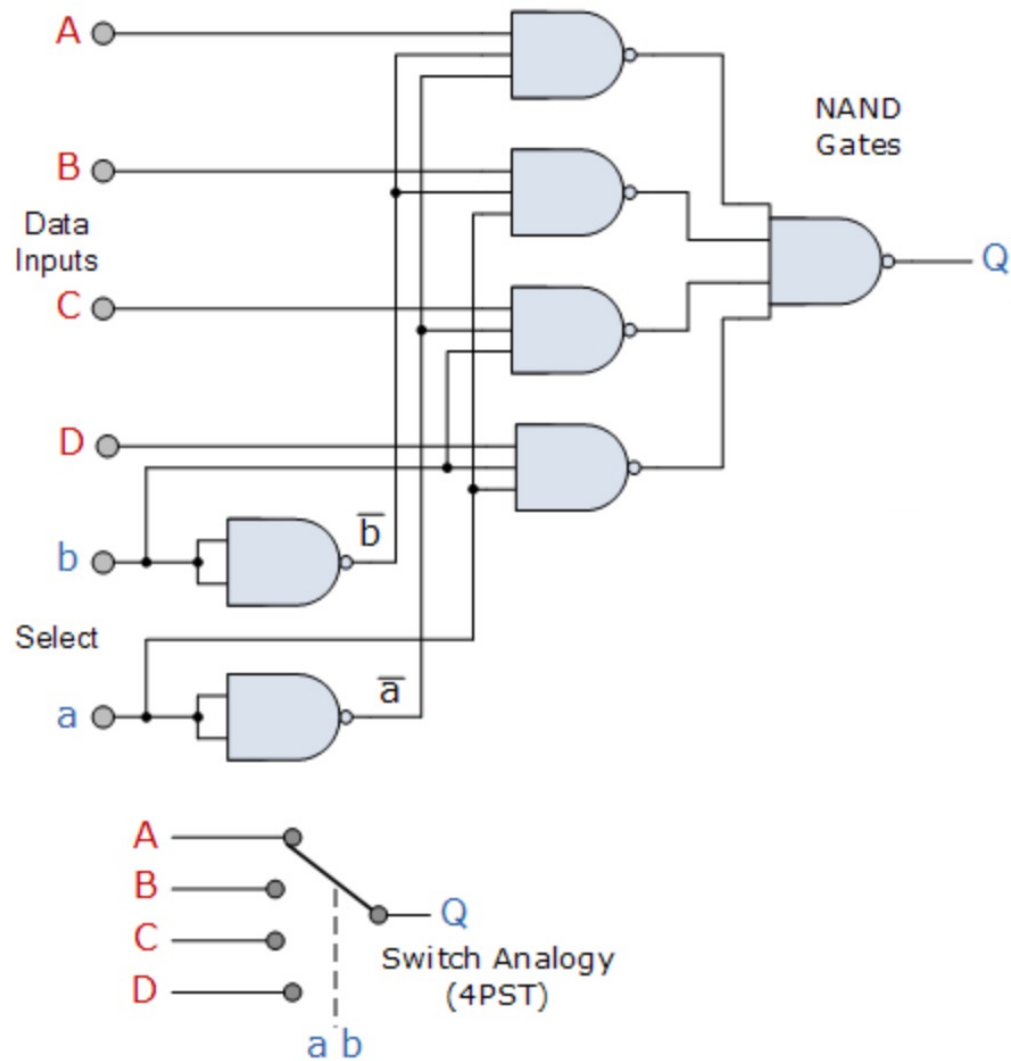 A
NAND
Gates
B
Data
Inputs
Q
C
D
b̅
b
Select
a̅
a
A
B
Q
C
Switch Analogy
(4PST)
D
a b